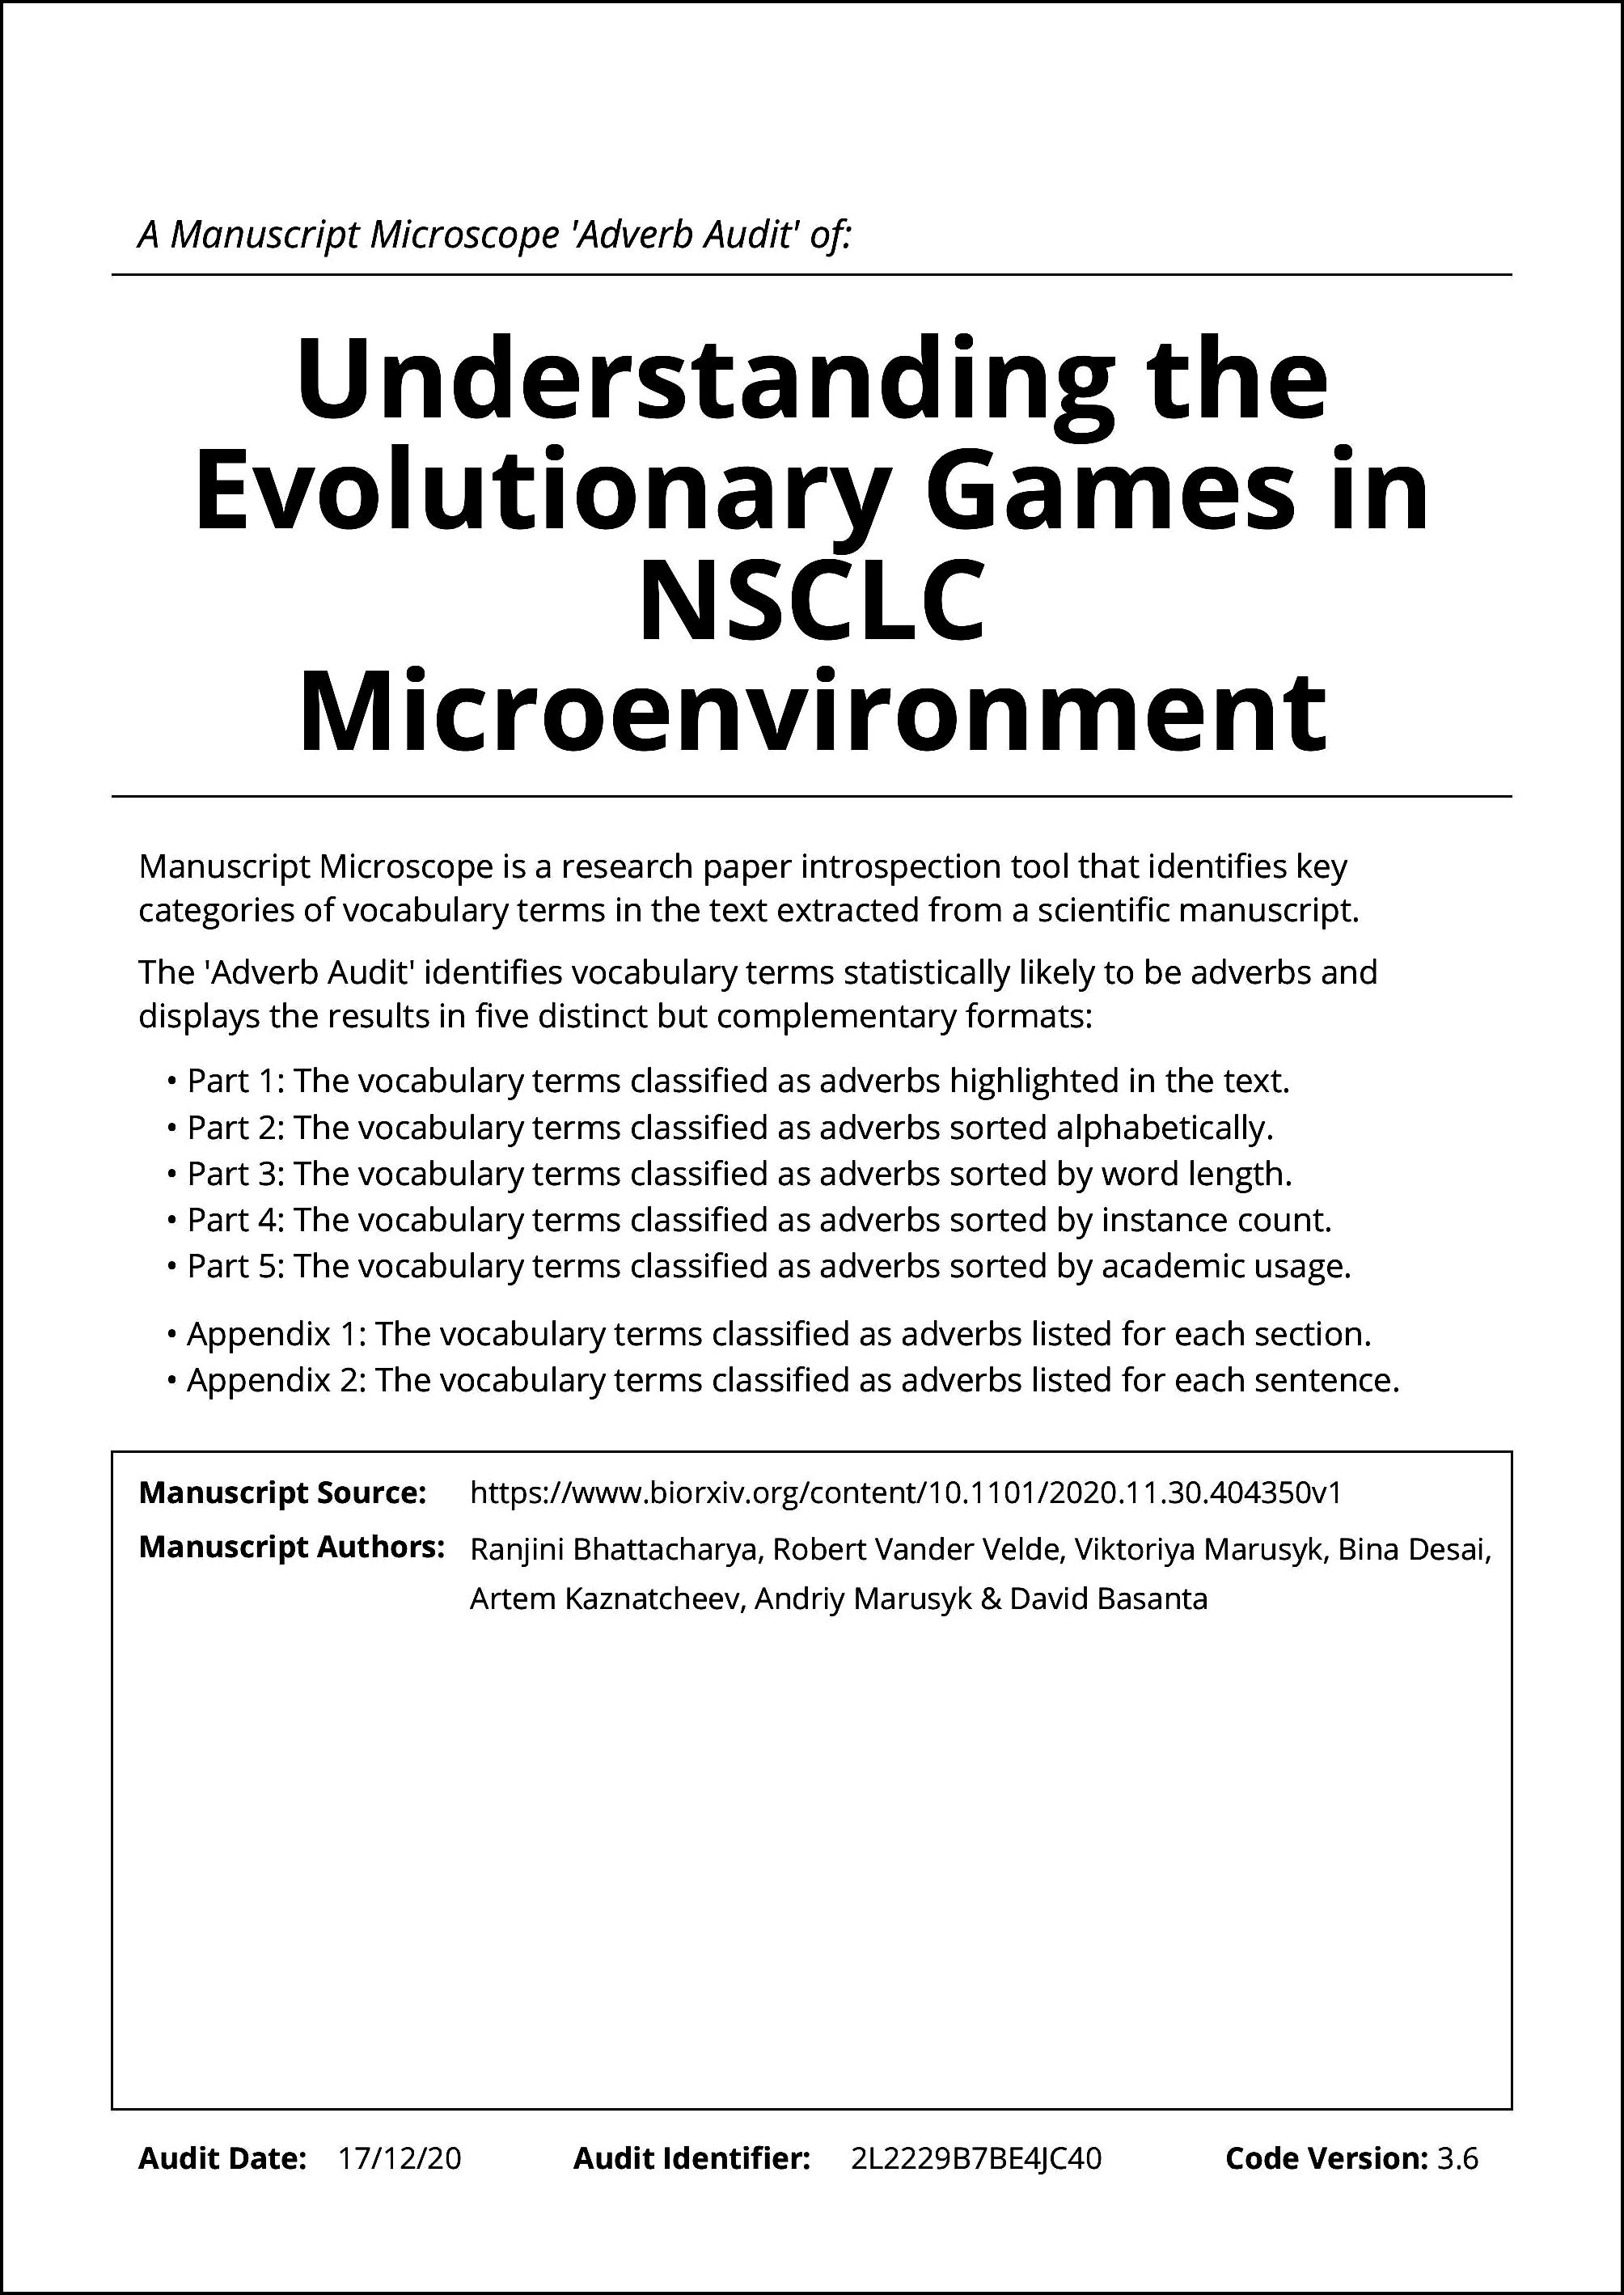 A Manuscript Microscope 'Adverb Audit' of:
Understanding the
Evolutionary Games in
NSCLC
Microenvironment
Manuscript Microscope is a research paper introspection tool that identifies key
categories of vocabulary terms in the text extracted from a scientific manuscript.
The 'Adverb Audit' identifies vocabulary terms statistically likely to be adverbs and
displays the results in five distinct but complementary formats:
• Part 1: The vocabulary terms classified as adverbs highlighted in the text.
• Part 2: The vocabulary terms classified as adverbs sorted alphabetically.
• Part 3: The vocabulary terms classified as adverbs sorted by word length.
• Part 4: The vocabulary terms classified as adverbs sorted by instance count.
• Part 5: The vocabulary terms classified as adverbs sorted by academic usage.
• Appendix 1: The vocabulary terms classified as adverbs listed for each section.
• Appendix 2: The vocabulary terms classified as adverbs listed for each sentence.
Manuscript Source: https://www.biorxiv.org/content/10.1101/2020.11.30.404350v1
Manuscript Authors: Ranjini Bhattacharya, Robert Vander Velde, Viktoriya Marusyk, Bina Desai,
Artem Kaznatcheev, Andriy Marusyk & David Basanta
Audit Date: 17/12/20 Audit Identifier: 2L2229B7BE4JC40 Code Version: 3.6